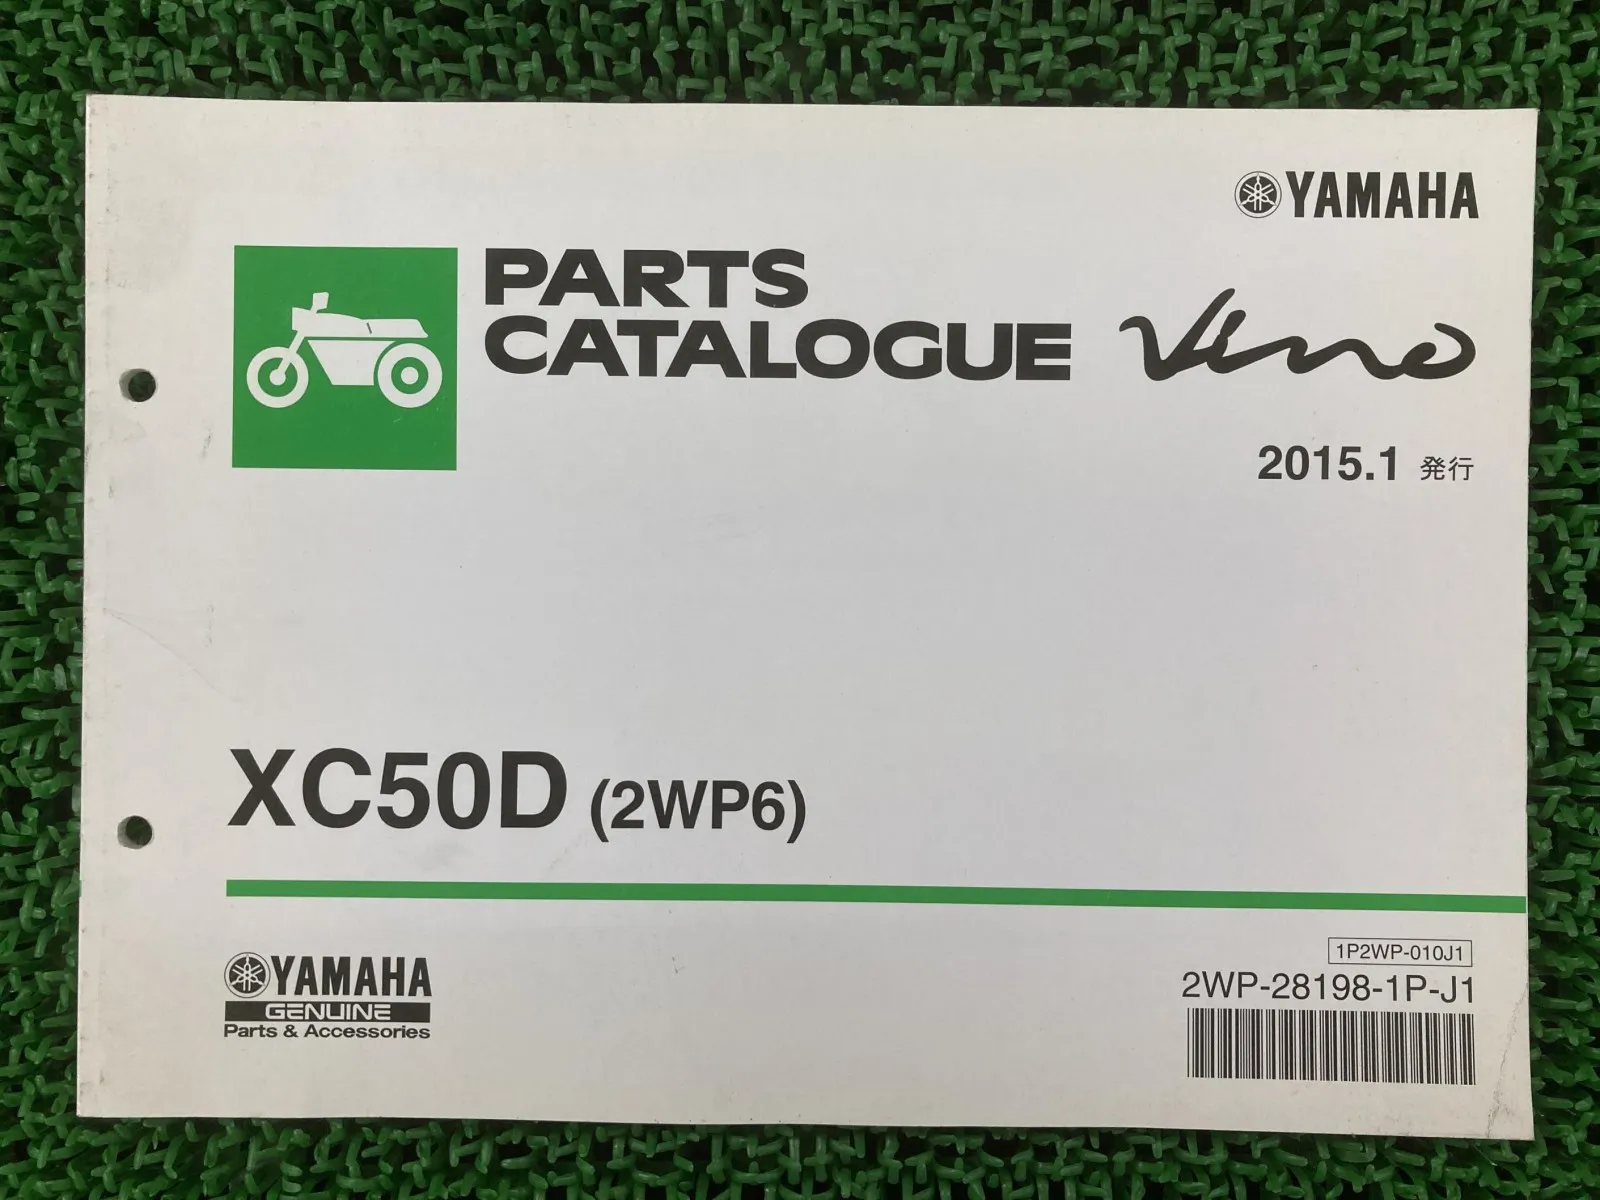 YAMAHA
PARTS
CATALOGUE Vino
2015.1 発行
XC50D (2WP6)
YAMAHA
GENUINE
Parts & Accessories
1P2WP-010J1
2WP-28198-1P-J1